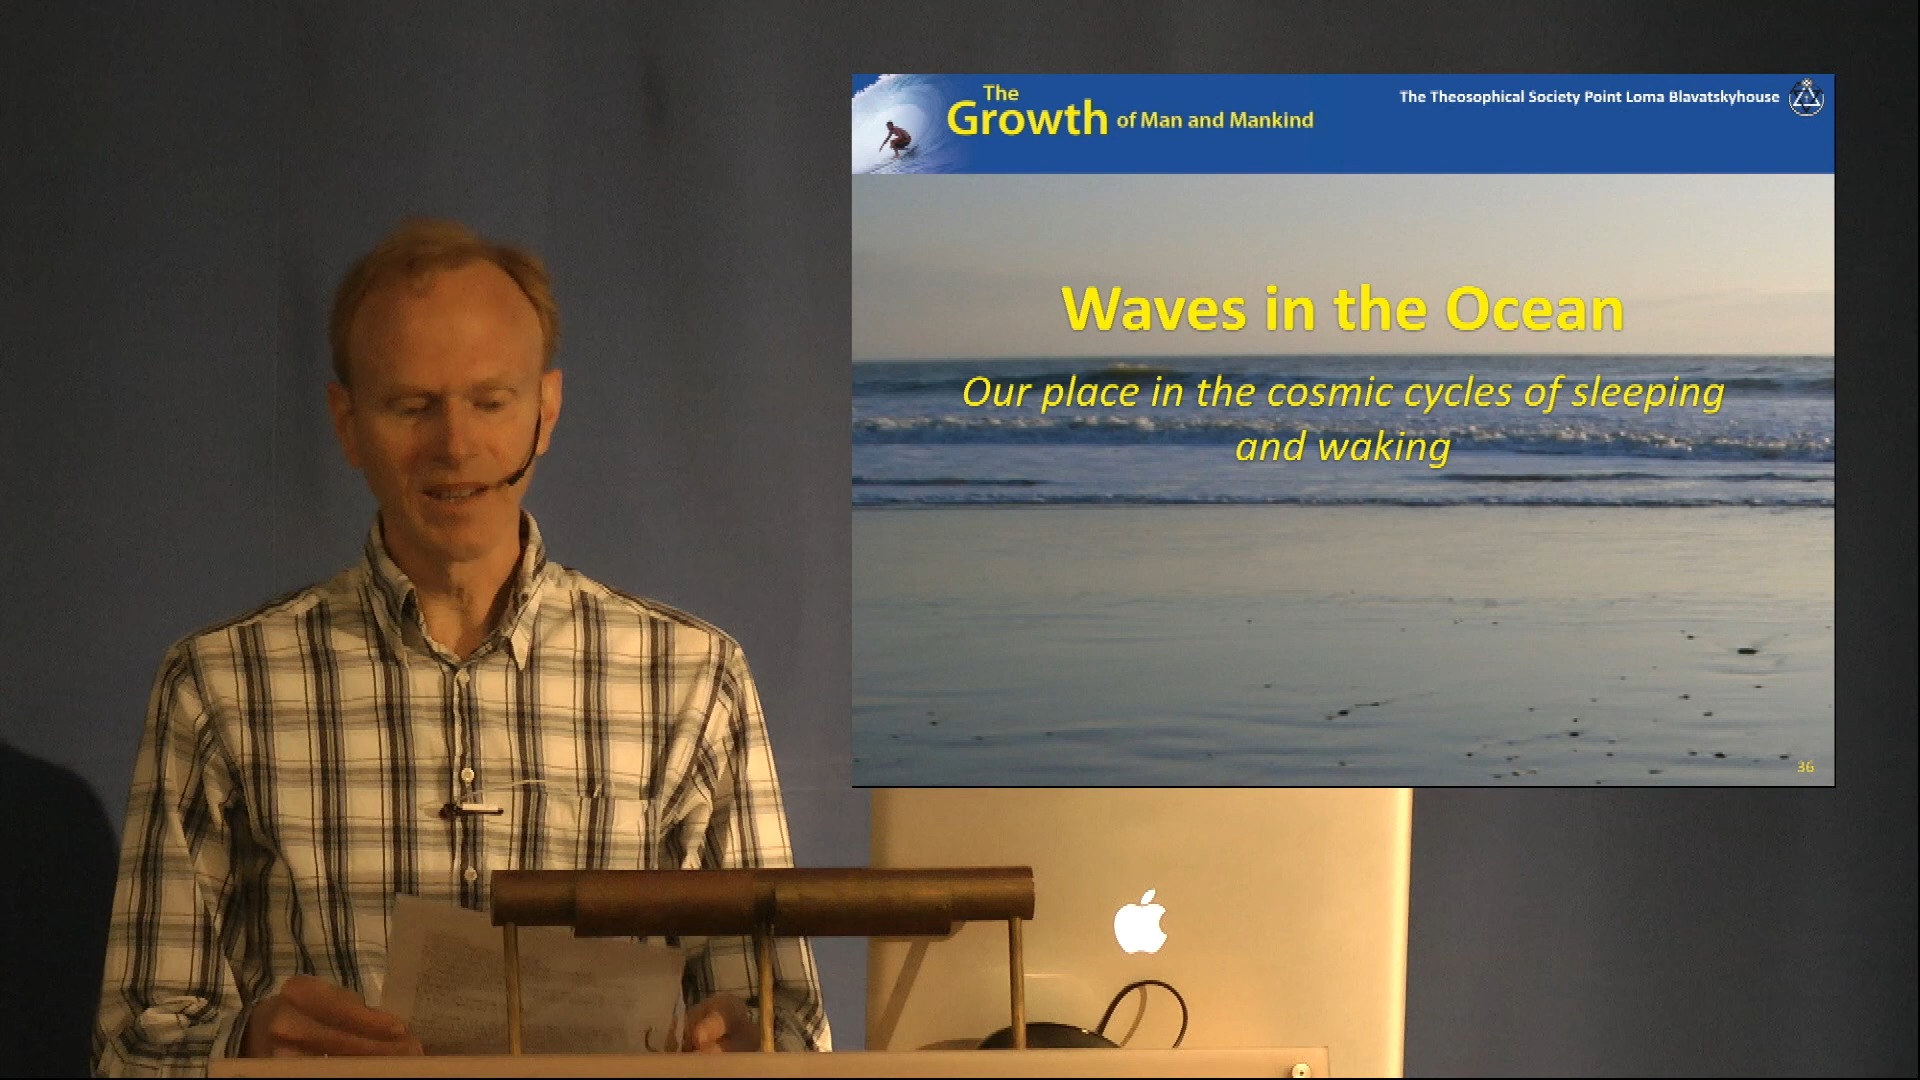 The
Growth of Man and Mankind
The Theosophical Society Point Loma Blavatskyhouse
Waves in the Ocean
Our place in the cosmic cycles of sleeping
and waking
36